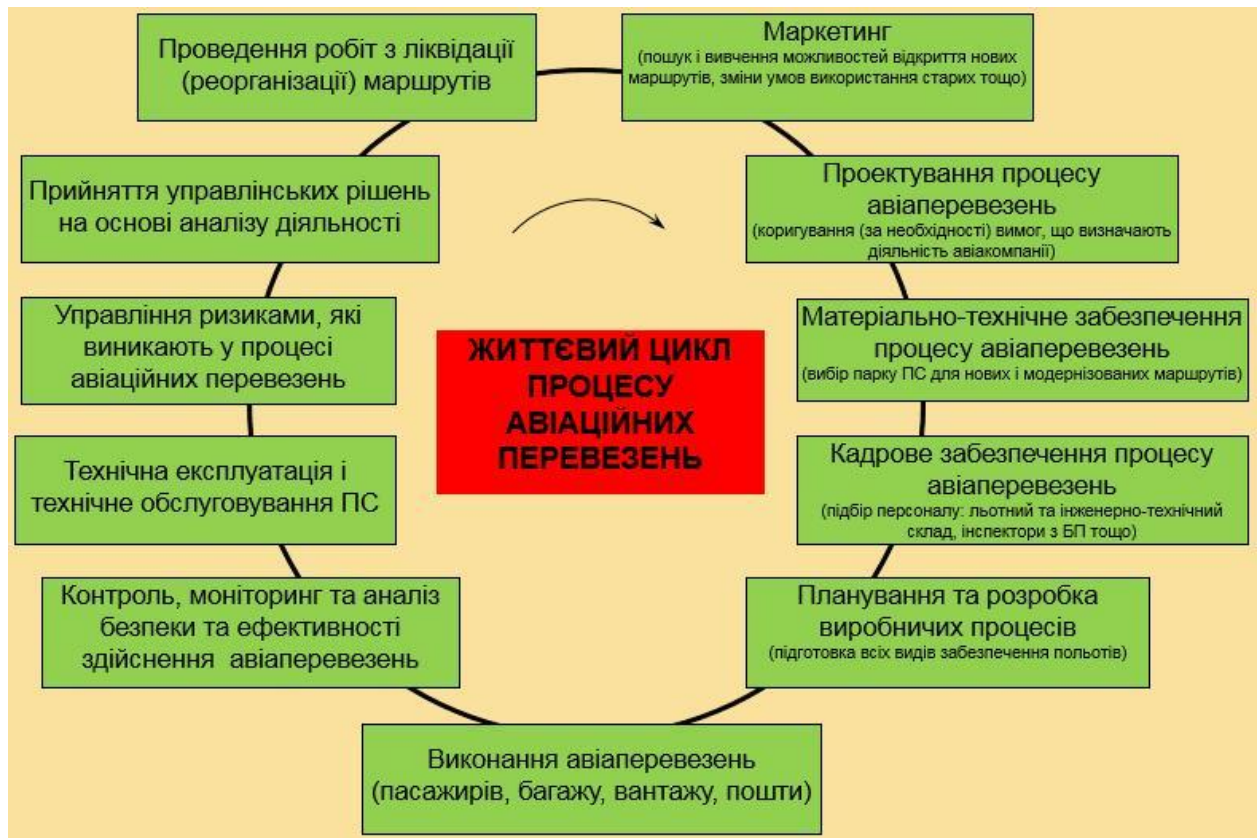 Маркетинг
(пошук і вивчення можливостей відкриття нових
маршрутів, зміни умов використання старих тощо)
Проектування процесу
авіаперевезень
(коригування (за необхідності) вимог, що визначають
діяльність авіакомпанії)
Матеріально-технічне забезпечення
процесу авіаперевезень
(вибір парку ПС для нових і модернізованих маршрутів)
Кадрове забезпечення процесу
авіаперевезень
(підбір персоналу: льотний та інженерно-технічний
склад, інспектори з БП тощо)
Планування та розробка
виробничих процесів
(підготовка всіх видів забезпечення польотів)
Виконання авіаперевезень
(пасажирів, багажу, вантажу, пошти)
Контроль, моніторинг та аналіз
безпеки та ефективності
здійснення авіаперевезень
Технічна експлуатація і
технічне обслуговування ПС
Управління ризиками, які
виникають у процесі
авіаційних перевезень
Прийняття управлінських рішень
на основі аналізу діяльності
Проведення робіт з ліквідації
(реорганізації) маршрутів
ЖИТТЄВИЙ ЦИКЛ
ПРОЦЕСУ
АВІАЦІЙНИХ
ПЕРЕВЕЗЕНЬ